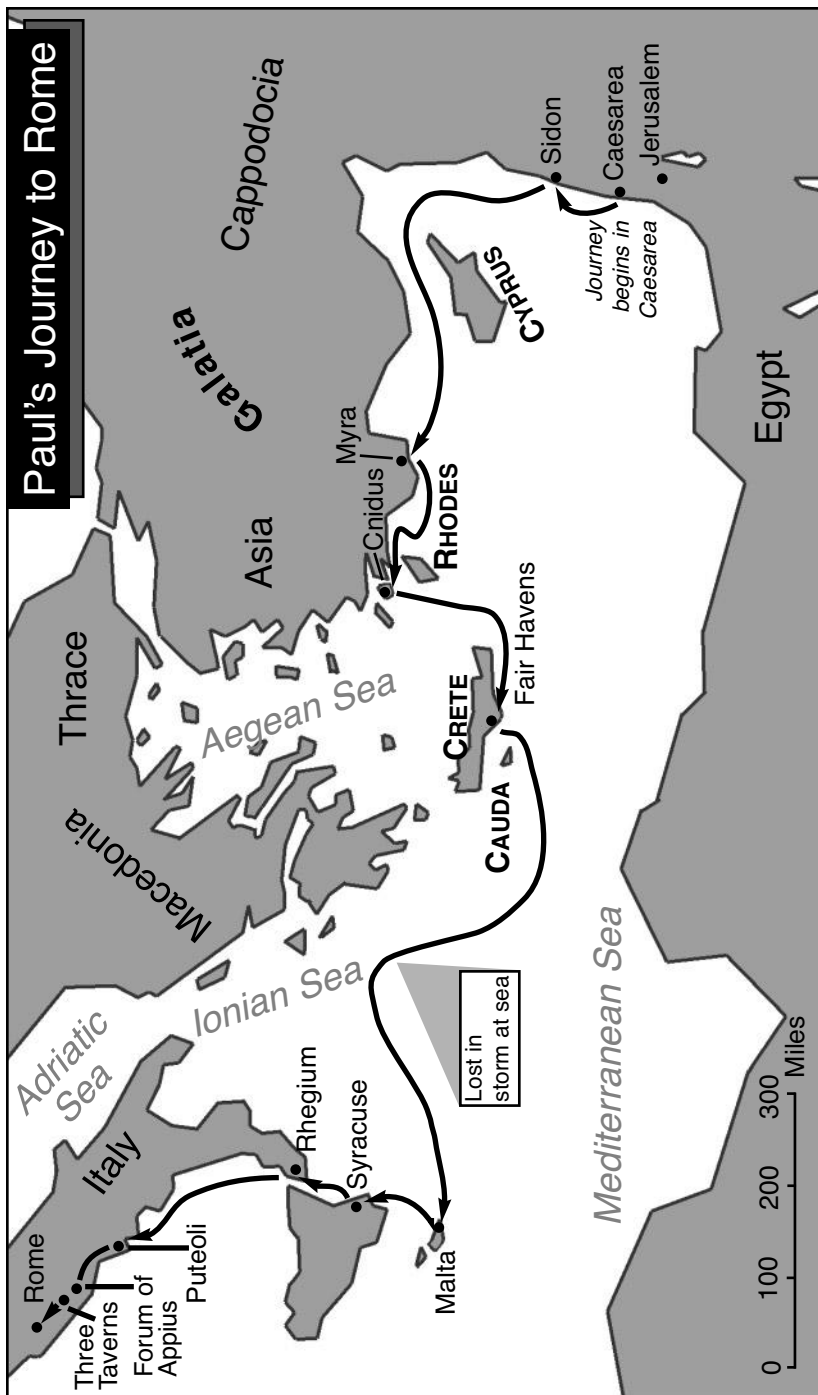 Paul's Journey to Rome
Adriatic
Sea
Italy
Rome
Three
Taverns
Forum of
Appius
Puteoli
Rhegium
Syracuse
Malta
Ionian Sea
Macedonia
Thrace
Aegean Sea
Asia
Galatia
Cappodocia
Cnidus
Myra
RHODES
CRETE
Fair Havens
CAUDA
CYPRUS
Sidon
Caesarea
Jerusalem
Journey
begins in
Caesarea
Lost in
storm at sea
Mediterranean Sea
Egypt
0 100 200 300
Miles